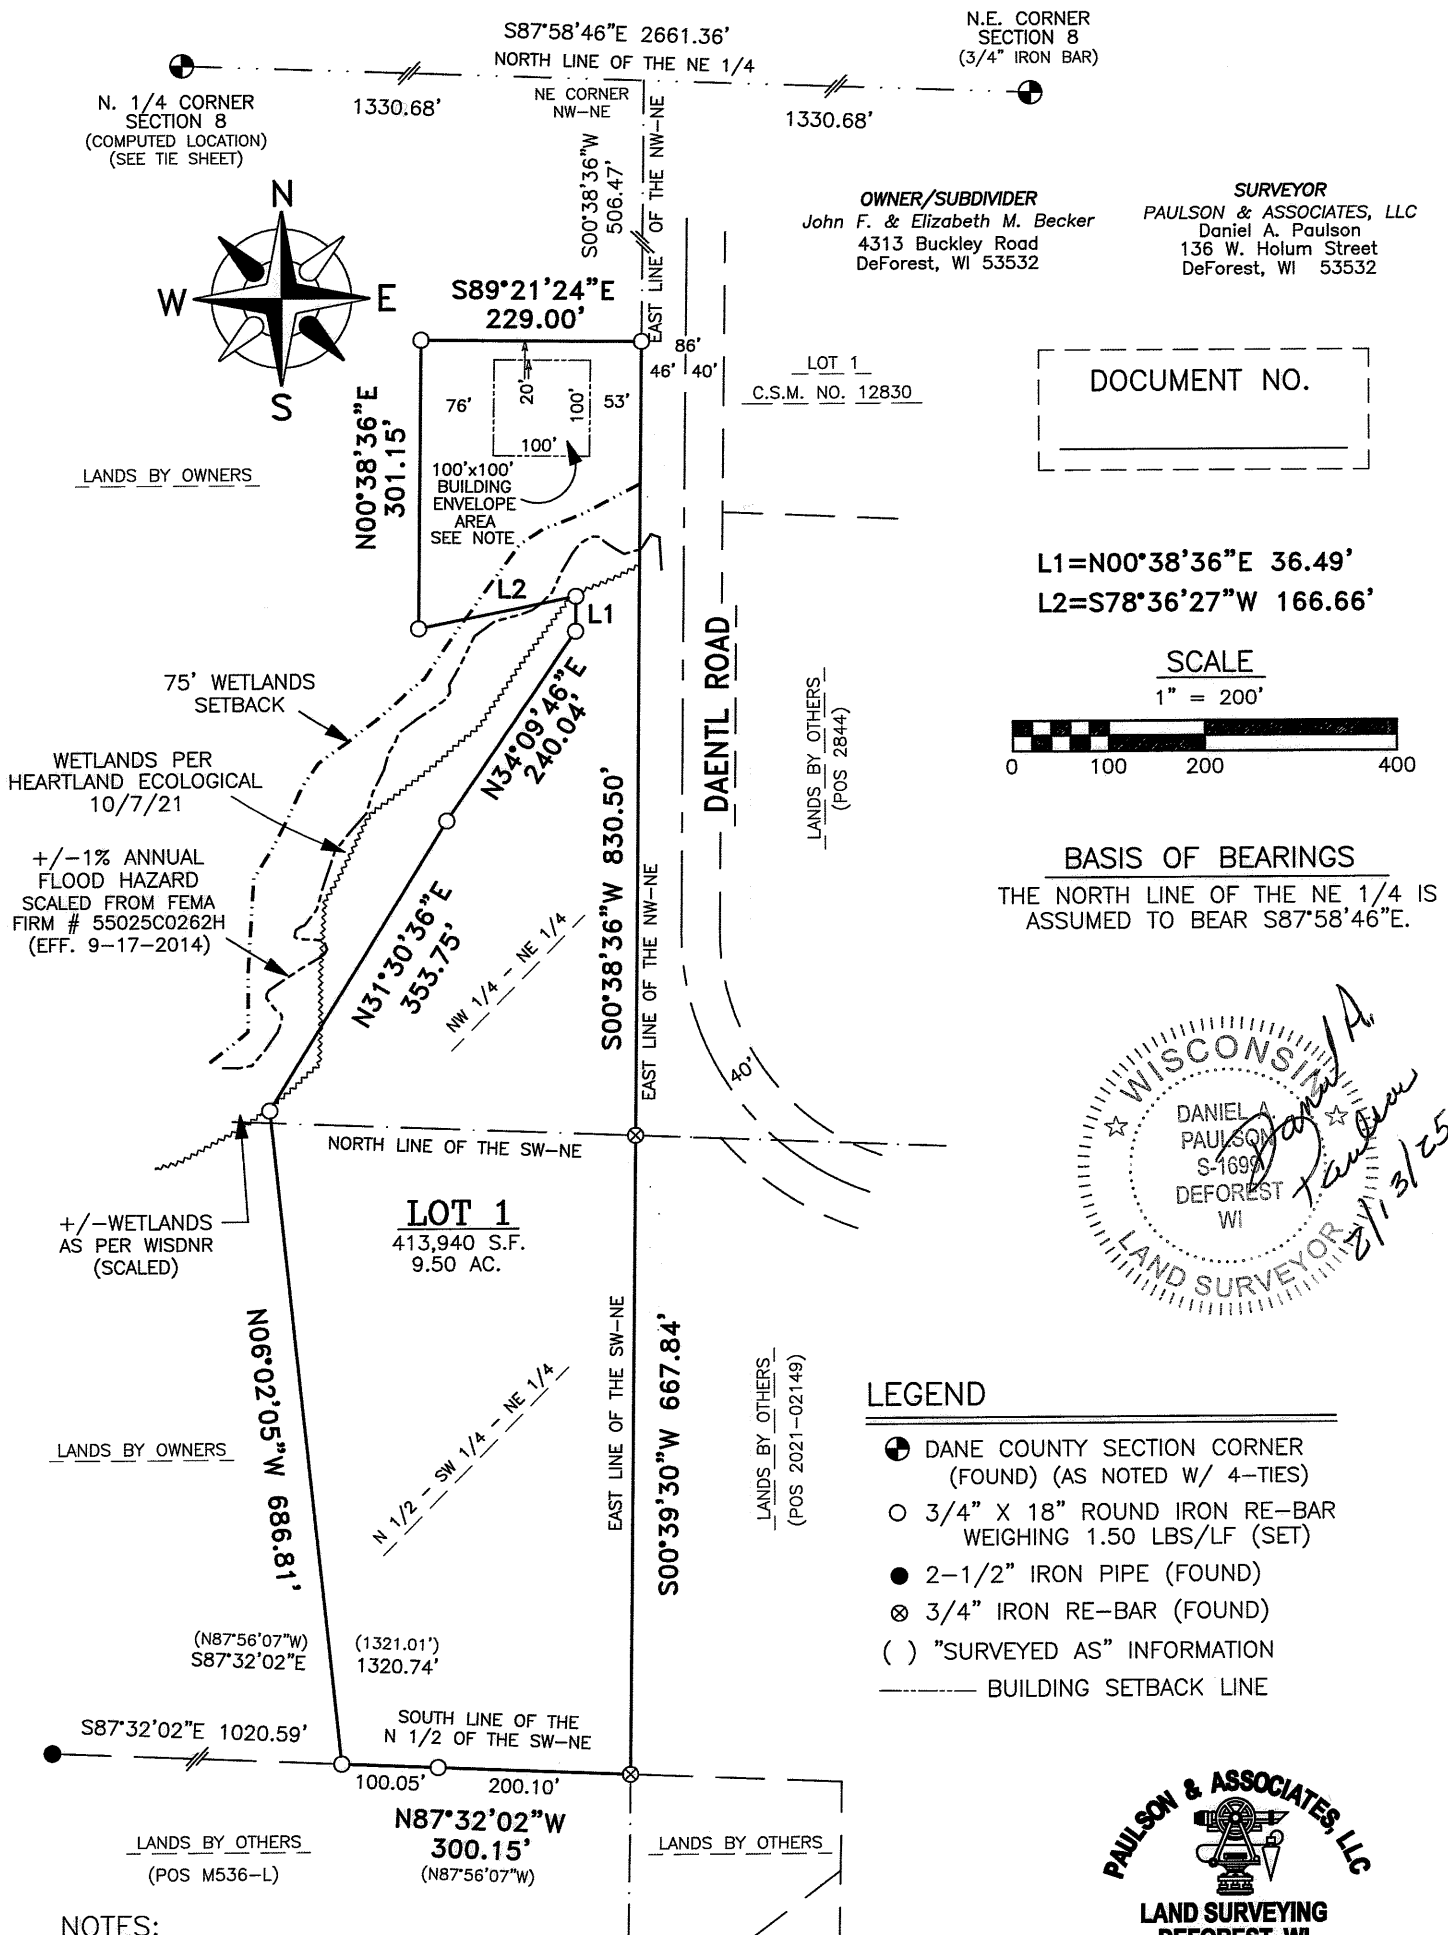 S87°58'46"E 2661.36'
NORTH LINE OF THE NE 1/4
N.E. CORNER
SECTION 8
(3/4" IRON BAR)
N. 1/4 CORNER
SECTION 8
(COMPUTED LOCATION)
(SEE TIE SHEET)
1330.68'
NE CORNER
NW-NE
1330.68'
S00°38'36"W
506.47'
EAST LINE OF THE NW-NE
N
W E
S
OWNER/SUBDIVIDER
John F. & Elizabeth M. Becker
4313 Buckley Road
DeForest, WI 53532
SURVEYOR
PAULSON & ASSOCIATES, LLC
Daniel A. Paulson
136 W. Holum Street
DeForest, WI 53532
S89°21'24"E
229.00'
86'
46' 40'
LOT 1
C.S.M. NO. 12830
DOCUMENT NO.
N00°38'36"E
301.15'
76'
20'
100'
53'
100'
100'x100'
BUILDING
ENVELOPE
AREA
SEE NOTE
LANDS BY OWNERS
L1=N00°38'36"E 36.49'
L2=S78°36'27"W 166.66'
L2
L1
SCALE
1" = 200'
0 100 200 400
75' WETLANDS
SETBACK
WETLANDS PER
HEARTLAND ECOLOGICAL
10/7/21
+/-1% ANNUAL
FLOOD HAZARD
SCALED FROM FEMA
FIRM # 55025C0262H
(EFF. 9-17-2014)
N34°09'46"E
240.04'
DAENTL ROAD
LANDS BY OTHERS
(POS 2844)
N31°30'36"E
353.75'
NW 1/4 - NE 1/4
S00°38'36"W 830.50'
EAST LINE OF THE NW-NE
40'
BASIS OF BEARINGS
THE NORTH LINE OF THE NE 1/4 IS
ASSUMED TO BEAR S87°58'46"E.
WISCONSIN
DANIEL A.
PAULSON
S-1699
DEFOREST
WI
LAND SURVEYOR
Daniel A.
Paulson
2/13/25
NORTH LINE OF THE SW-NE
LOT 1
413,940 S.F.
9.50 AC.
+/-WETLANDS
AS PER WISDNR
(SCALED)
N06°02'05"W 686.81'
N 1/2 - SW 1/4 - NE 1/4
EAST LINE OF THE SW-NE
S00°39'30"W 667.84'
LANDS BY OTHERS
(POS 2021-02149)
LANDS BY OWNERS
LEGEND
DANE COUNTY SECTION CORNER
(FOUND) (AS NOTED W/ 4-TIES)
3/4" X 18" ROUND IRON RE-BAR
WEIGHING 1.50 LBS/LF (SET)
2-1/2" IRON PIPE (FOUND)
3/4" IRON RE-BAR (FOUND)
( ) "SURVEYED AS" INFORMATION
BUILDING SETBACK LINE
(N87°56'07"W) (1321.01')
S87°32'02"E 1320.74'
S87°32'02"E 1020.59'
SOUTH LINE OF THE
N 1/2 OF THE SW-NE
100.05' 200.10'
N87°32'02"W
300.15'
(N87°56'07"W)
LANDS BY OTHERS
(POS M536-L)
LANDS BY OTHERS
PAULSON & ASSOCIATES, LLC
LAND SURVEYING
DEFOREST, WI
NOTES: